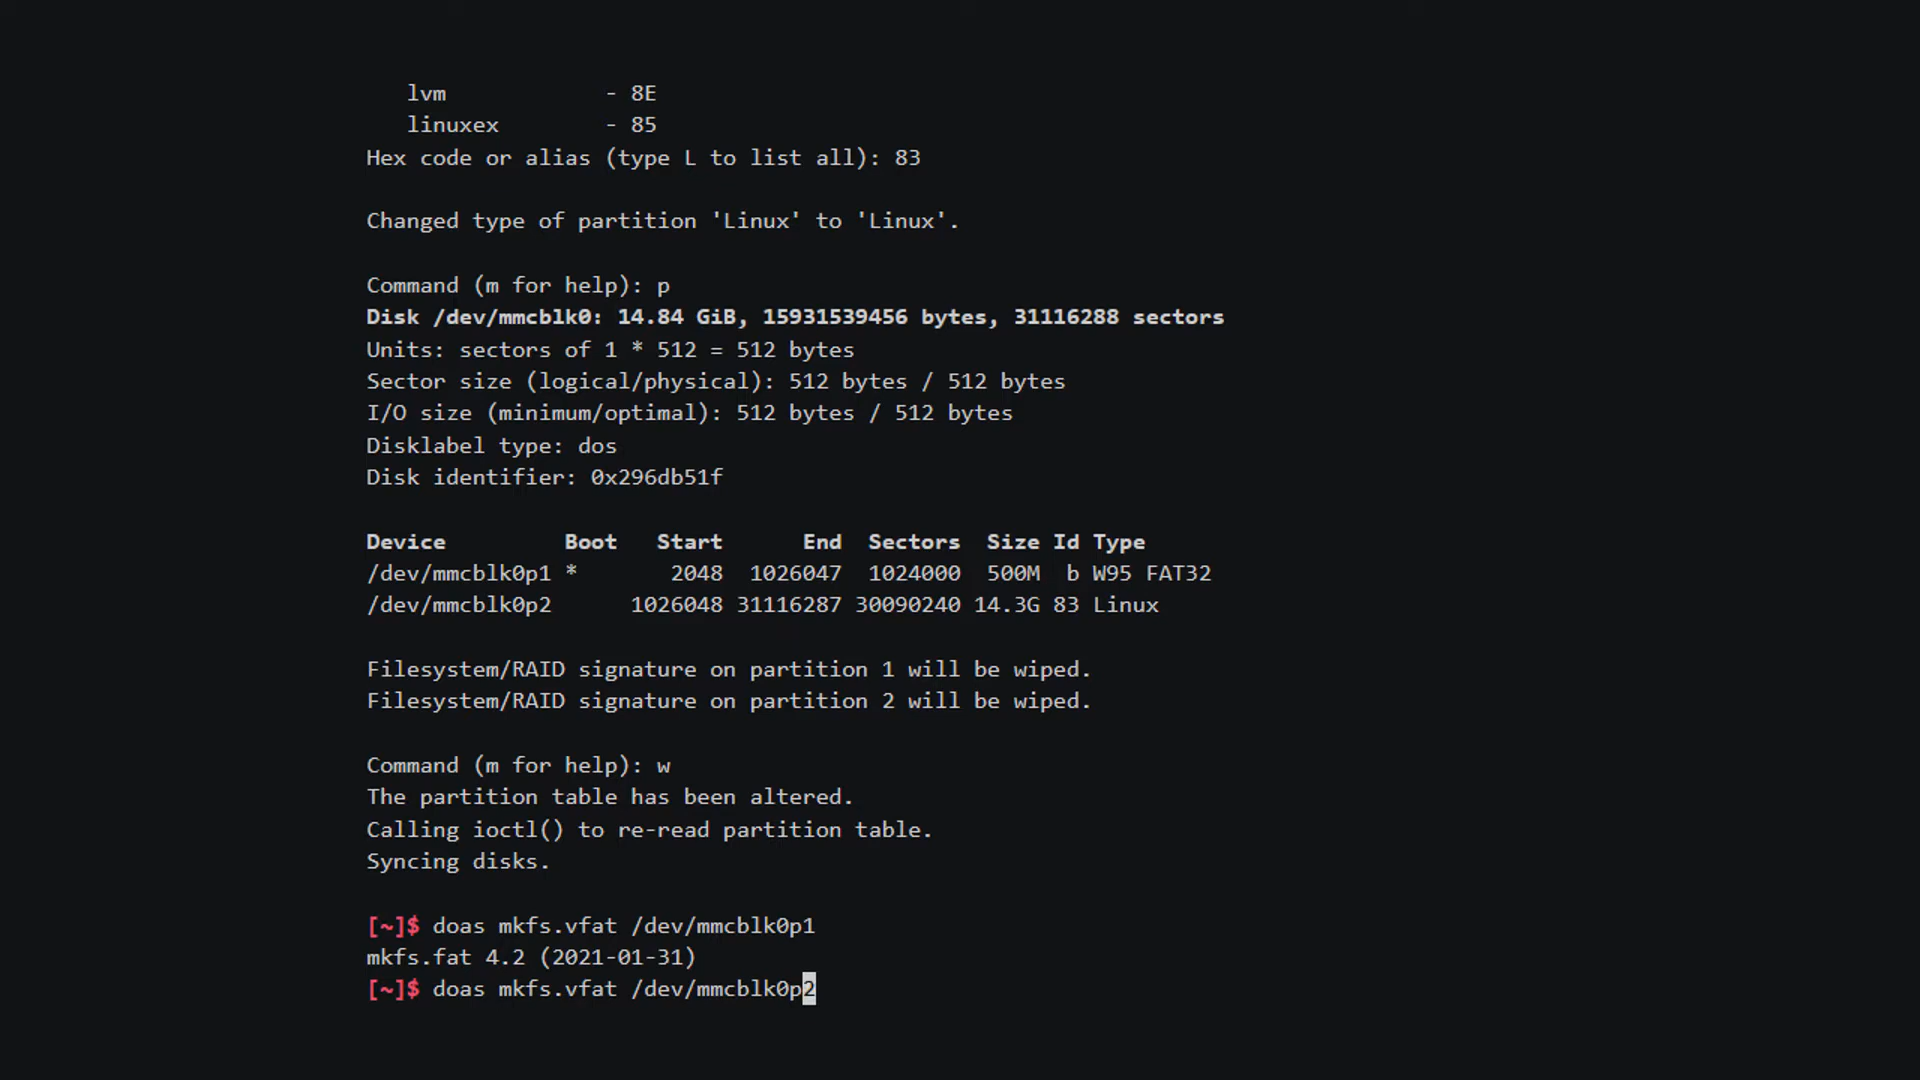 lvm - 8E
linuxex - 85
Hex code or alias (type L to list all): 83
Changed type of partition 'Linux' to 'Linux'.
Command (m for help): p
Disk /dev/mmcblk0: 14.84 GiB, 15931539456 bytes, 31116288 sectors
Units: sectors of 1 * 512 = 512 bytes
Sector size (logical/physical): 512 bytes / 512 bytes
I/O size (minimum/optimal): 512 bytes / 512 bytes
Disklabel type: dos
Disk identifier: 0x296db51f
Device Boot Start End Sectors Size Id Type
/dev/mmcblk0p1 * 2048 1026047 1024000 500M b W95 FAT32
/dev/mmcblk0p2 1026048 31116287 30090240 14.3G 83 Linux
Filesystem/RAID signature on partition 1 will be wiped.
Filesystem/RAID signature on partition 2 will be wiped.
Command (m for help): w
The partition table has been altered.
Calling ioctl() to re-read partition table.
Syncing disks.
[~]$ doas mkfs.vfat /dev/mmcblk0p1
mkfs.fat 4.2 (2021-01-31)
[~]$ doas mkfs.vfat /dev/mmcblk0p2